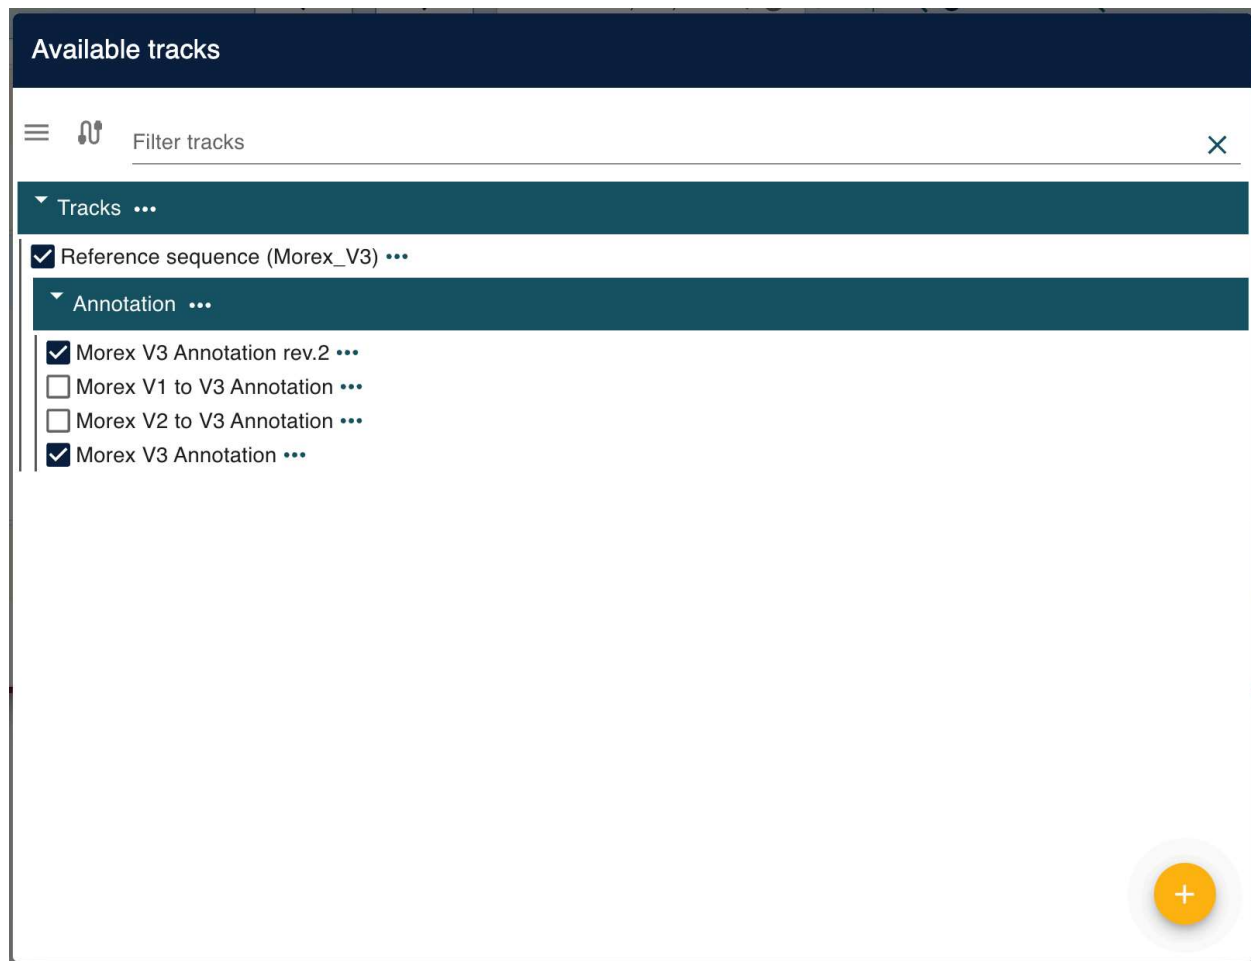 Available tracks
Filter tracks
Tracks
Reference sequence (Morex_V3)
Annotation
Morex V3 Annotation rev.2
Morex V1 to V3 Annotation
Morex V2 to V3 Annotation
Morex V3 Annotation